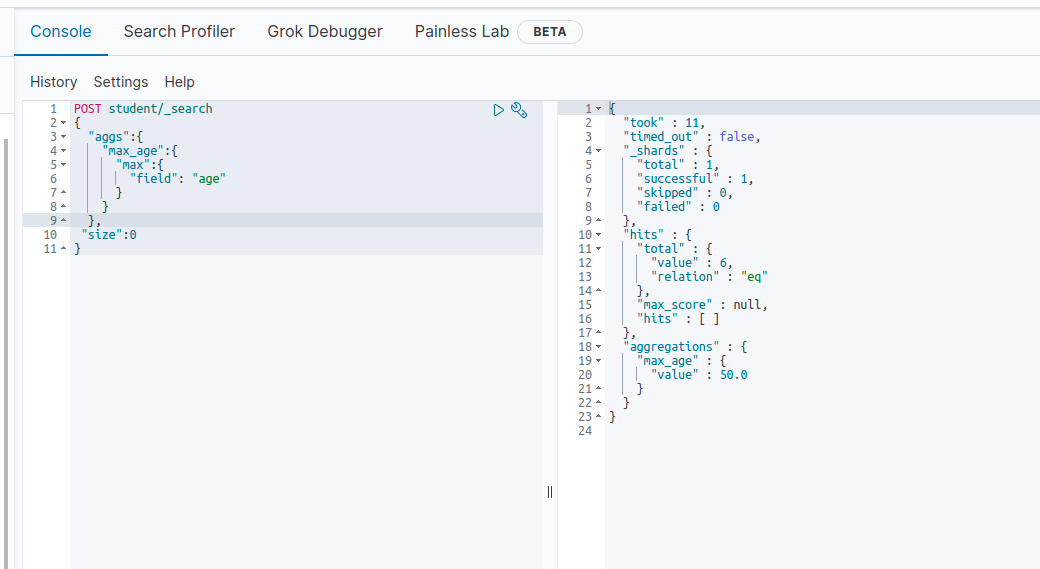 Console Search Profiler Grok Debugger Painless Lab BETA
History Settings Help
1 POST student/_search
2 {
3 "aggs":{
4 "max_age":{
5 "max":{
6 "field": "age"
7 }
8 }
9 },
10 "size":0
11 }
1 {
2 "took" : 11,
3 "timed_out" : false,
4 "_shards" : {
5 "total" : 1,
6 "successful" : 1,
7 "skipped" : 0,
8 "failed" : 0
9 },
10 "hits" : {
11 "total" : {
12 "value" : 6,
13 "relation" : "eq"
14 },
15 "max_score" : null,
16 "hits" : [ ]
17 },
18 "aggregations" : {
19 "max_age" : {
20 "value" : 50.0
21 }
22 }
23 }
24